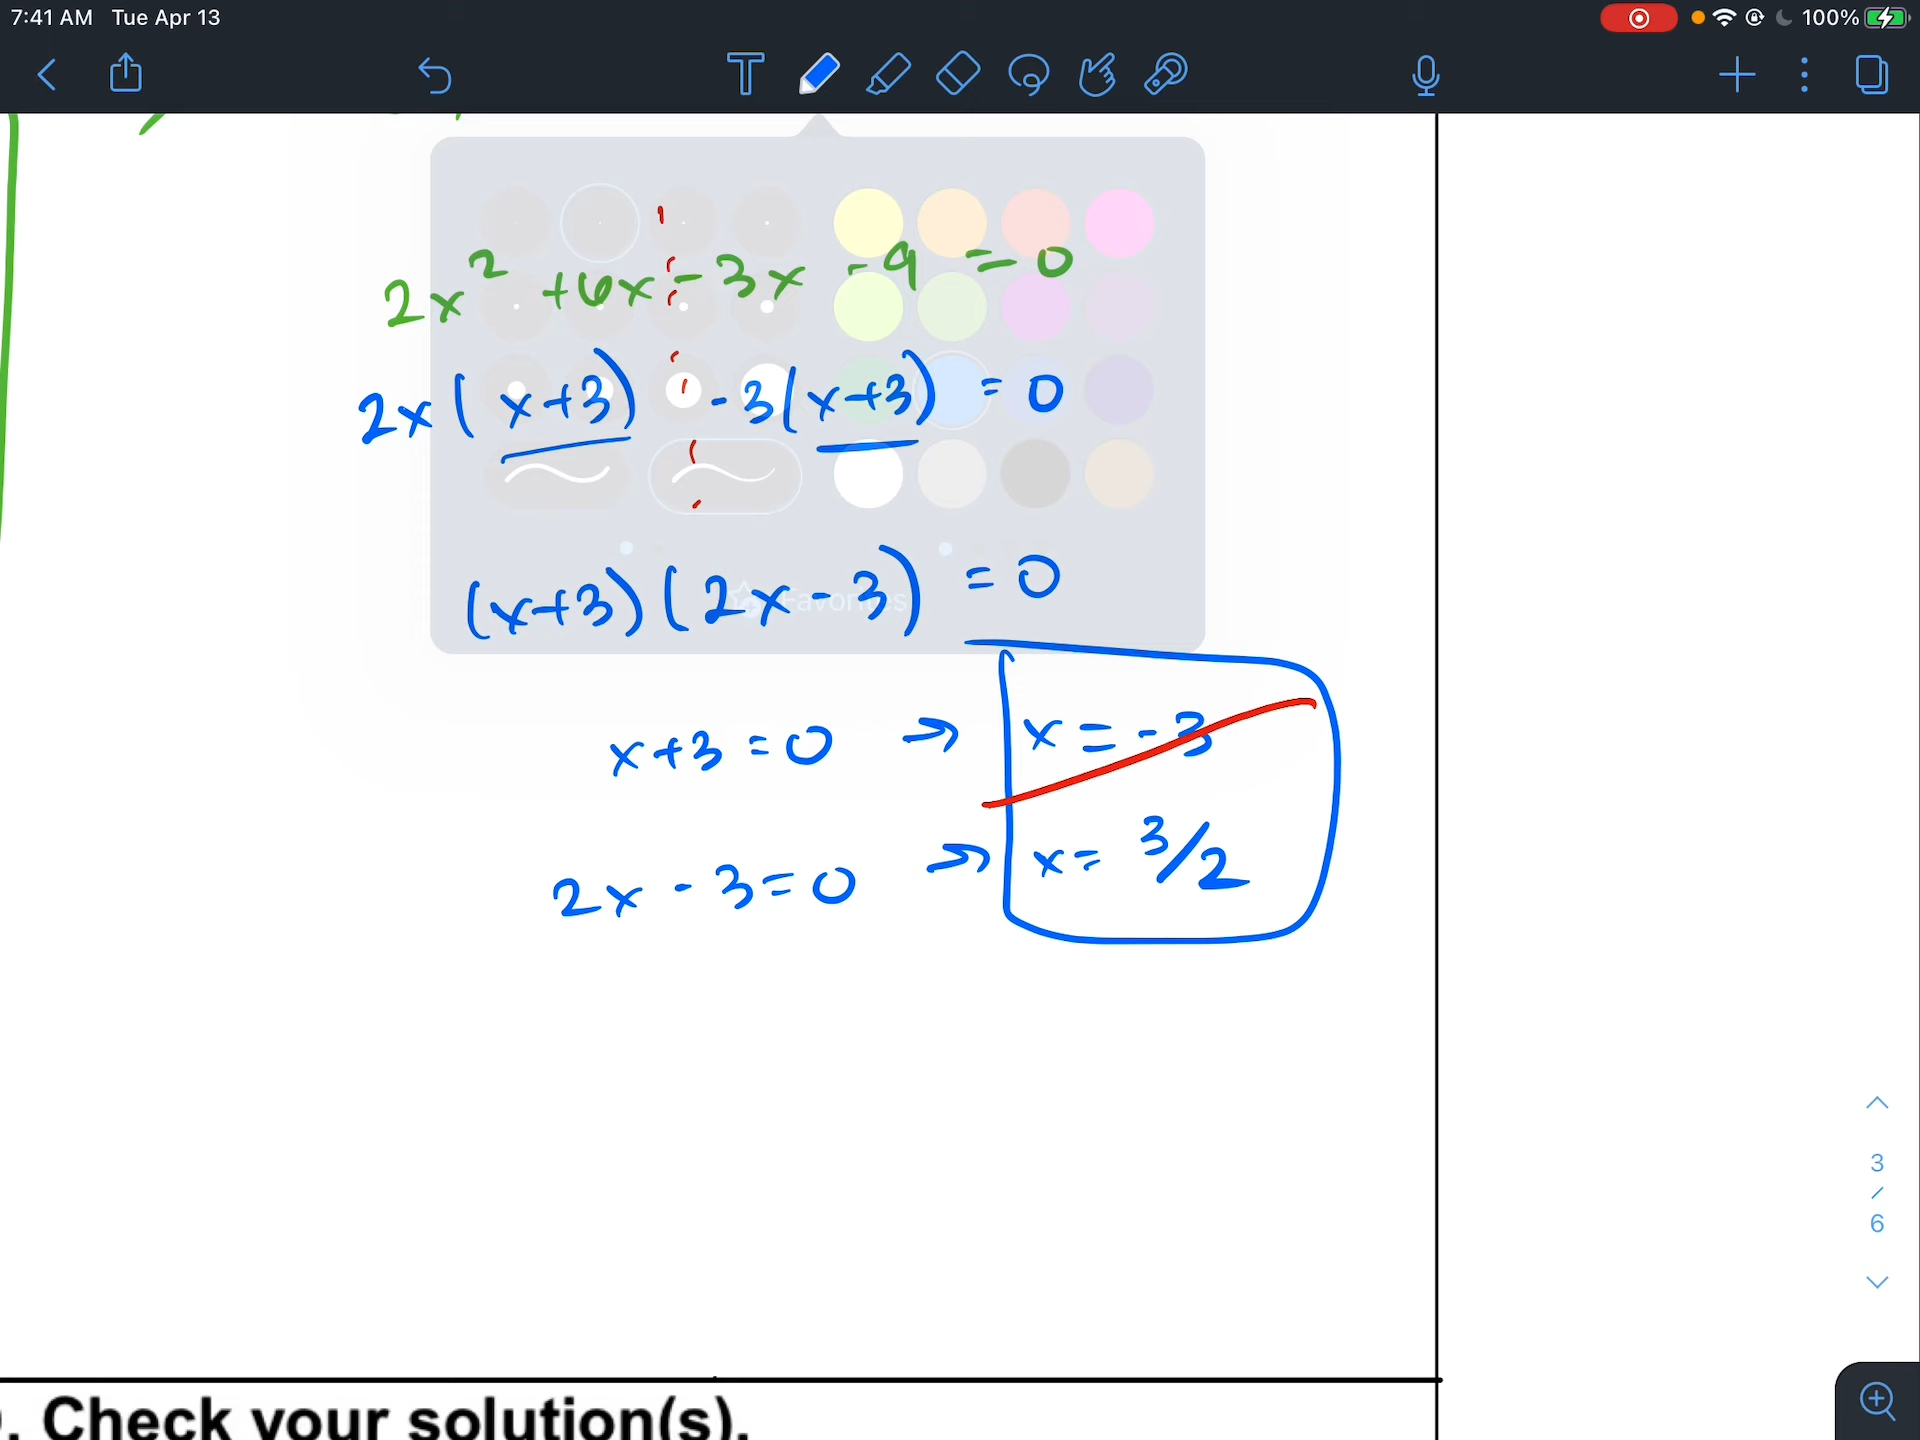 7:41 AM Tue Apr 13
100%
T
2x² +6x - 3x - 9 = 0
2x ( x+3) - 3(x+3) = 0
(x+3) ( 2x - 3) = 0
Favorites
x+3 = 0 → x = -3
2x - 3 = 0 → x = 3/2
3
/
6
. Check your solution(s).